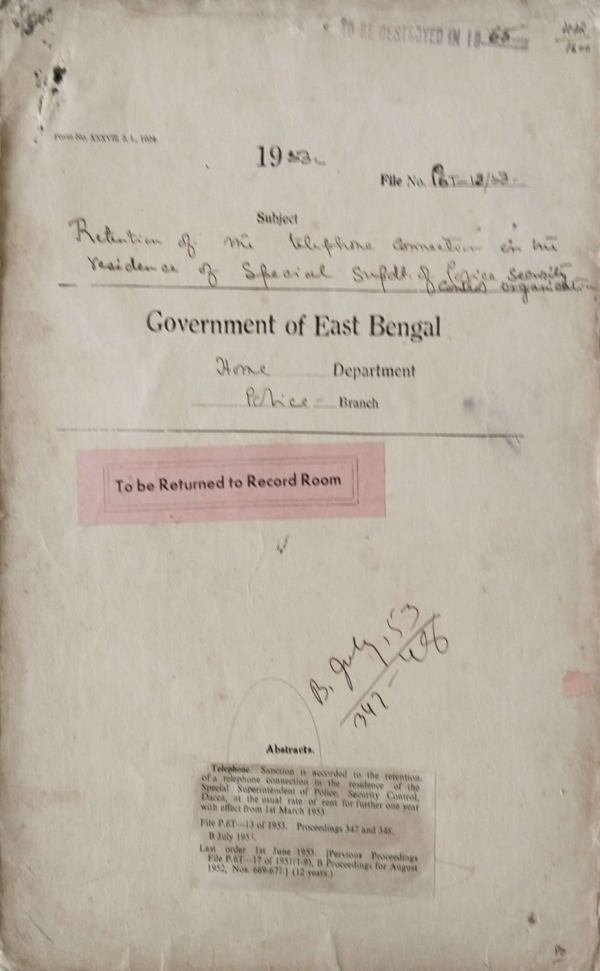 TO BE DESTROYED IN 19 65
Form No. XXXVIII
1953
File No. P6T-13/53
Subject
Retention of the telephone connection in the
residence of Special Supdt. of Police Security
Control Organisation
Government of East Bengal
Home Department
Police Branch
To be Returned to Record Room
B. July, 53
347-
Abstracts.
Telephone. Sanction is accorded to the retention
of a telephone connection in the residence of the
Special Superintendent of Police, Security Control,
Dacca, at the usual rate of rent for further one year
with effect from 1st March 1953.
File P.6T—13 of 1953. Proceedings 347 and 348.
B July 1953.
Last order 1st June 1953. [Pervious Proceedings
File P.6T—17 of 1951(1-9), B Proceedings for August
1952, Nos. 669-677.] (12 years.)